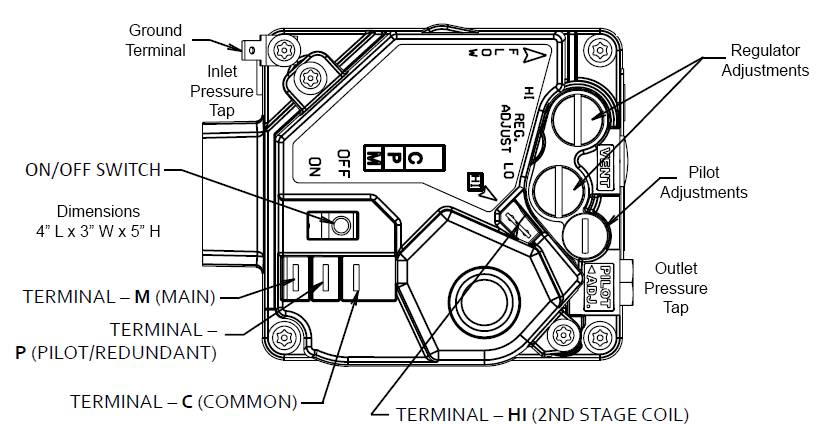 Ground
Terminal
Inlet
Pressure
Tap
ON/OFF SWITCH
Dimensions
4” L x 3” W x 5” H
TERMINAL – M (MAIN)
TERMINAL –
P (PILOT/REDUNDANT)
TERMINAL – C (COMMON)
TERMINAL – HI (2ND STAGE COIL)
Regulator
Adjustments
Pilot
Adjustments
Outlet
Pressure
Tap
FLOW
HI
REG.
ADJUST LO
OFF
ON
M P C
HI
VENT
PILOT
ADJ.